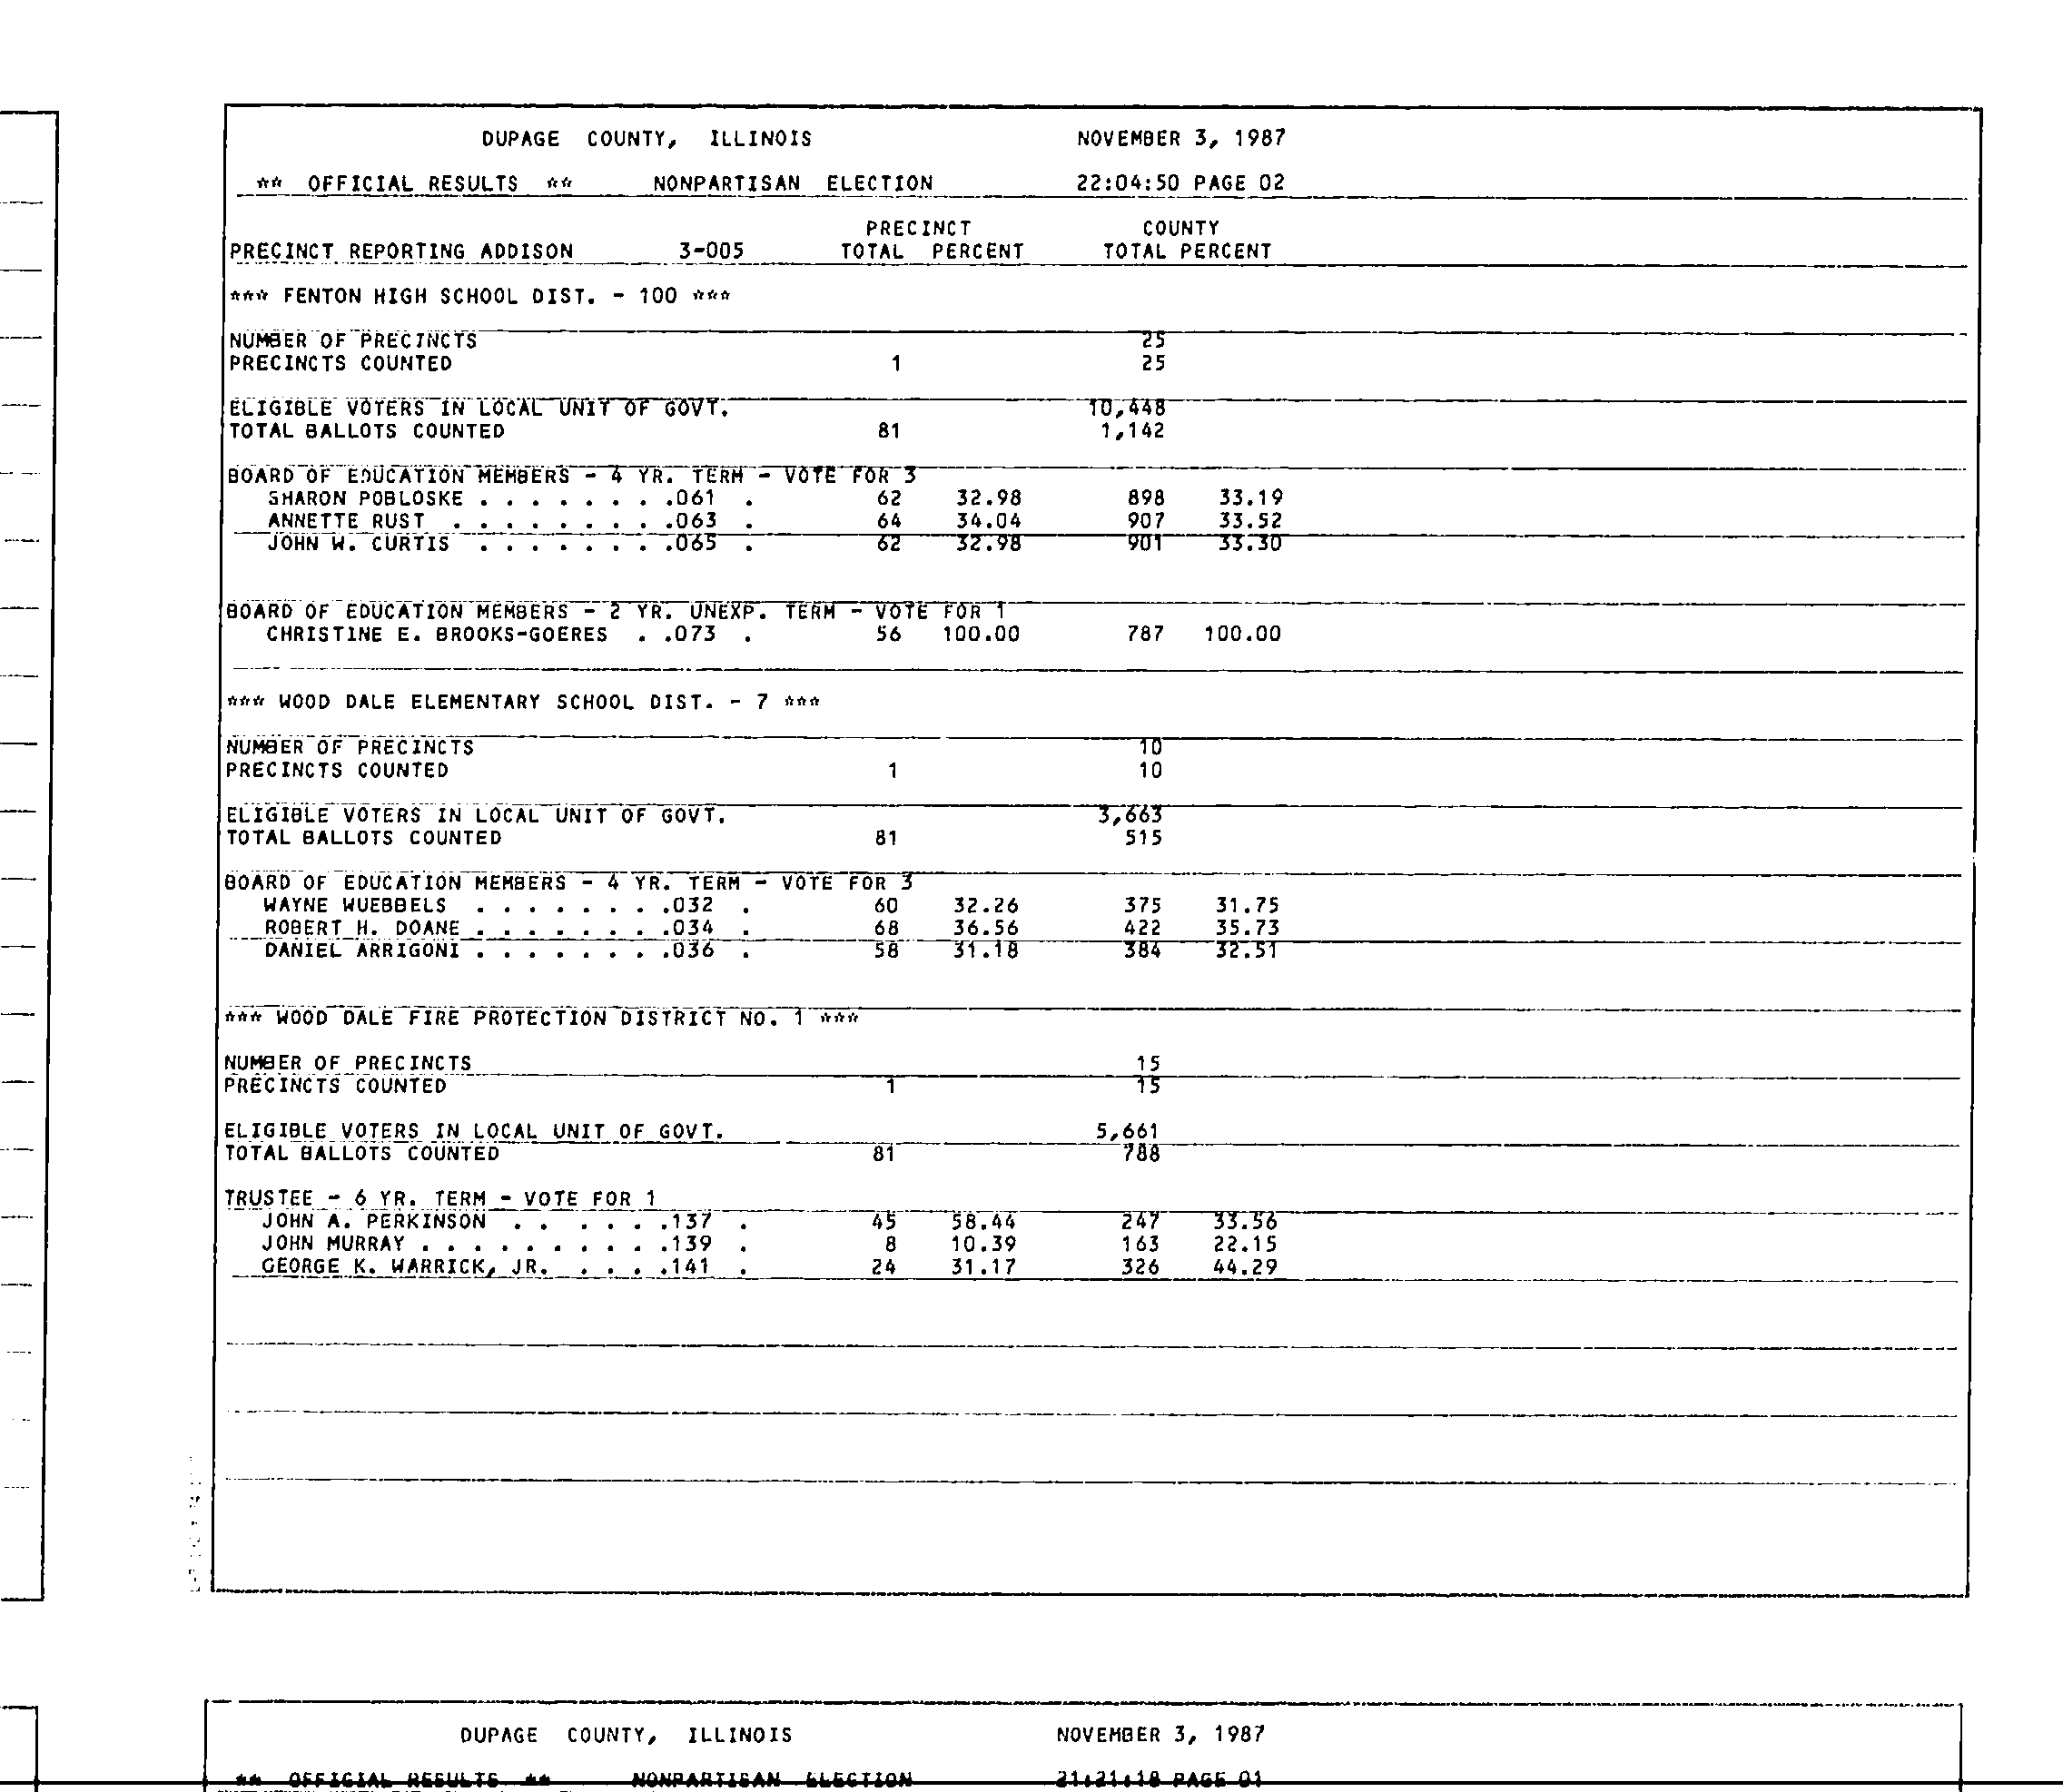 DUPAGE COUNTY, ILLINOIS NOVEMBER 3, 1987
** OFFICIAL RESULTS ** NONPARTISAN ELECTION 22:04:50 PAGE 02
PRECINCT COUNTY
PRECINCT REPORTING ADDISON 3-005 TOTAL PERCENT TOTAL PERCENT
*** FENTON HIGH SCHOOL DIST. - 100 ***
NUMBER OF PRECINCTS 25
PRECINCTS COUNTED 1 25
ELIGIBLE VOTERS IN LOCAL UNIT OF GOVT. 10,448
TOTAL BALLOTS COUNTED 81 1,142
BOARD OF EDUCATION MEMBERS - 4 YR. TERM - VOTE FOR 3
SHARON POBLOSKE . . . . . . . .061 . 62 32.98 898 33.19
ANNETTE RUST . . . . . . . . .063 . 64 34.04 907 33.52
JOHN W. CURTIS . . . . . . . .065 . 62 32.98 901 33.30
BOARD OF EDUCATION MEMBERS - 2 YR. UNEXP. TERM - VOTE FOR 1
CHRISTINE E. BROOKS-GOERES . .073 . 56 100.00 787 100.00
*** WOOD DALE ELEMENTARY SCHOOL DIST. - 7 ***
NUMBER OF PRECINCTS 10
PRECINCTS COUNTED 1 10
ELIGIBLE VOTERS IN LOCAL UNIT OF GOVT. 3,663
TOTAL BALLOTS COUNTED 81 515
BOARD OF EDUCATION MEMBERS - 4 YR. TERM - VOTE FOR 3
WAYNE WUEBBELS . . . . . . . .032 . 60 32.26 375 31.75
ROBERT H. DOANE . . . . . . . .034 . 68 36.56 422 35.73
DANIEL ARRIGONI . . . . . . . .036 . 58 31.18 384 32.51
*** WOOD DALE FIRE PROTECTION DISTRICT NO. 1 ***
NUMBER OF PRECINCTS 15
PRECINCTS COUNTED 1 15
ELIGIBLE VOTERS IN LOCAL UNIT OF GOVT. 5,661
TOTAL BALLOTS COUNTED 81 788
TRUSTEE - 6 YR. TERM - VOTE FOR 1
JOHN A. PERKINSON . . . . . .137 . 45 58.44 247 33.56
JOHN MURRAY . . . . . . . . . .139 . 8 10.39 163 22.15
GEORGE K. WARRICK, JR. . . . .141 . 24 31.17 326 44.29
DUPAGE COUNTY, ILLINOIS NOVEMBER 3, 1987
** OFFICIAL RESULTS ** NONPARTISAN ELECTION 21:21:18 PAGE 01